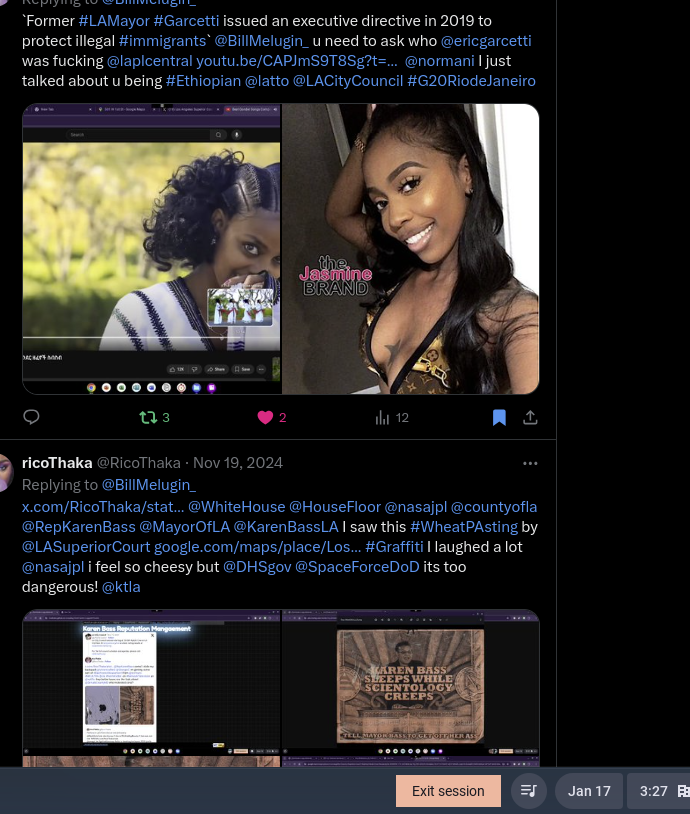 Replying to @BillMelugin_
`Former #LAMayor #Garcetti issued an executive directive in 2019 to
protect illegal #immigrants` @BillMelugin_ u need to ask who @ericgarcetti
was fucking @laplcentral youtu.be/CAPJmS9T8Sg?t=... @normani I just
talked about u being #Ethiopian @latto @LACityCouncil #G20RiodeJaneiro
Search
the
Jasmine
BRAND
Share
Save
3
2
12
ricoThaka @RicoThaka · Nov 19, 2024
Replying to @BillMelugin_
x.com/RicoThaka/stat... @WhiteHouse @HouseFloor @nasajpl @countyofla
@RepKarenBass @MayorOfLA @KarenBassLA I saw this #WheatPAsting by
@LASuperiorCourt google.com/maps/place/Los... #Graffiti I laughed a lot
@nasajpl i feel so cheesy but @DHSgov @SpaceForceDoD its too
dangerous! @ktla
Karen Bass Reputation Mangaement
KAREN BASS
SLEEPS WHILE
SCIENTOLOGY
CREEPS
TELL MAYOR BASS TO GET OFF HER ASS
Exit session
Jan 17
3:27